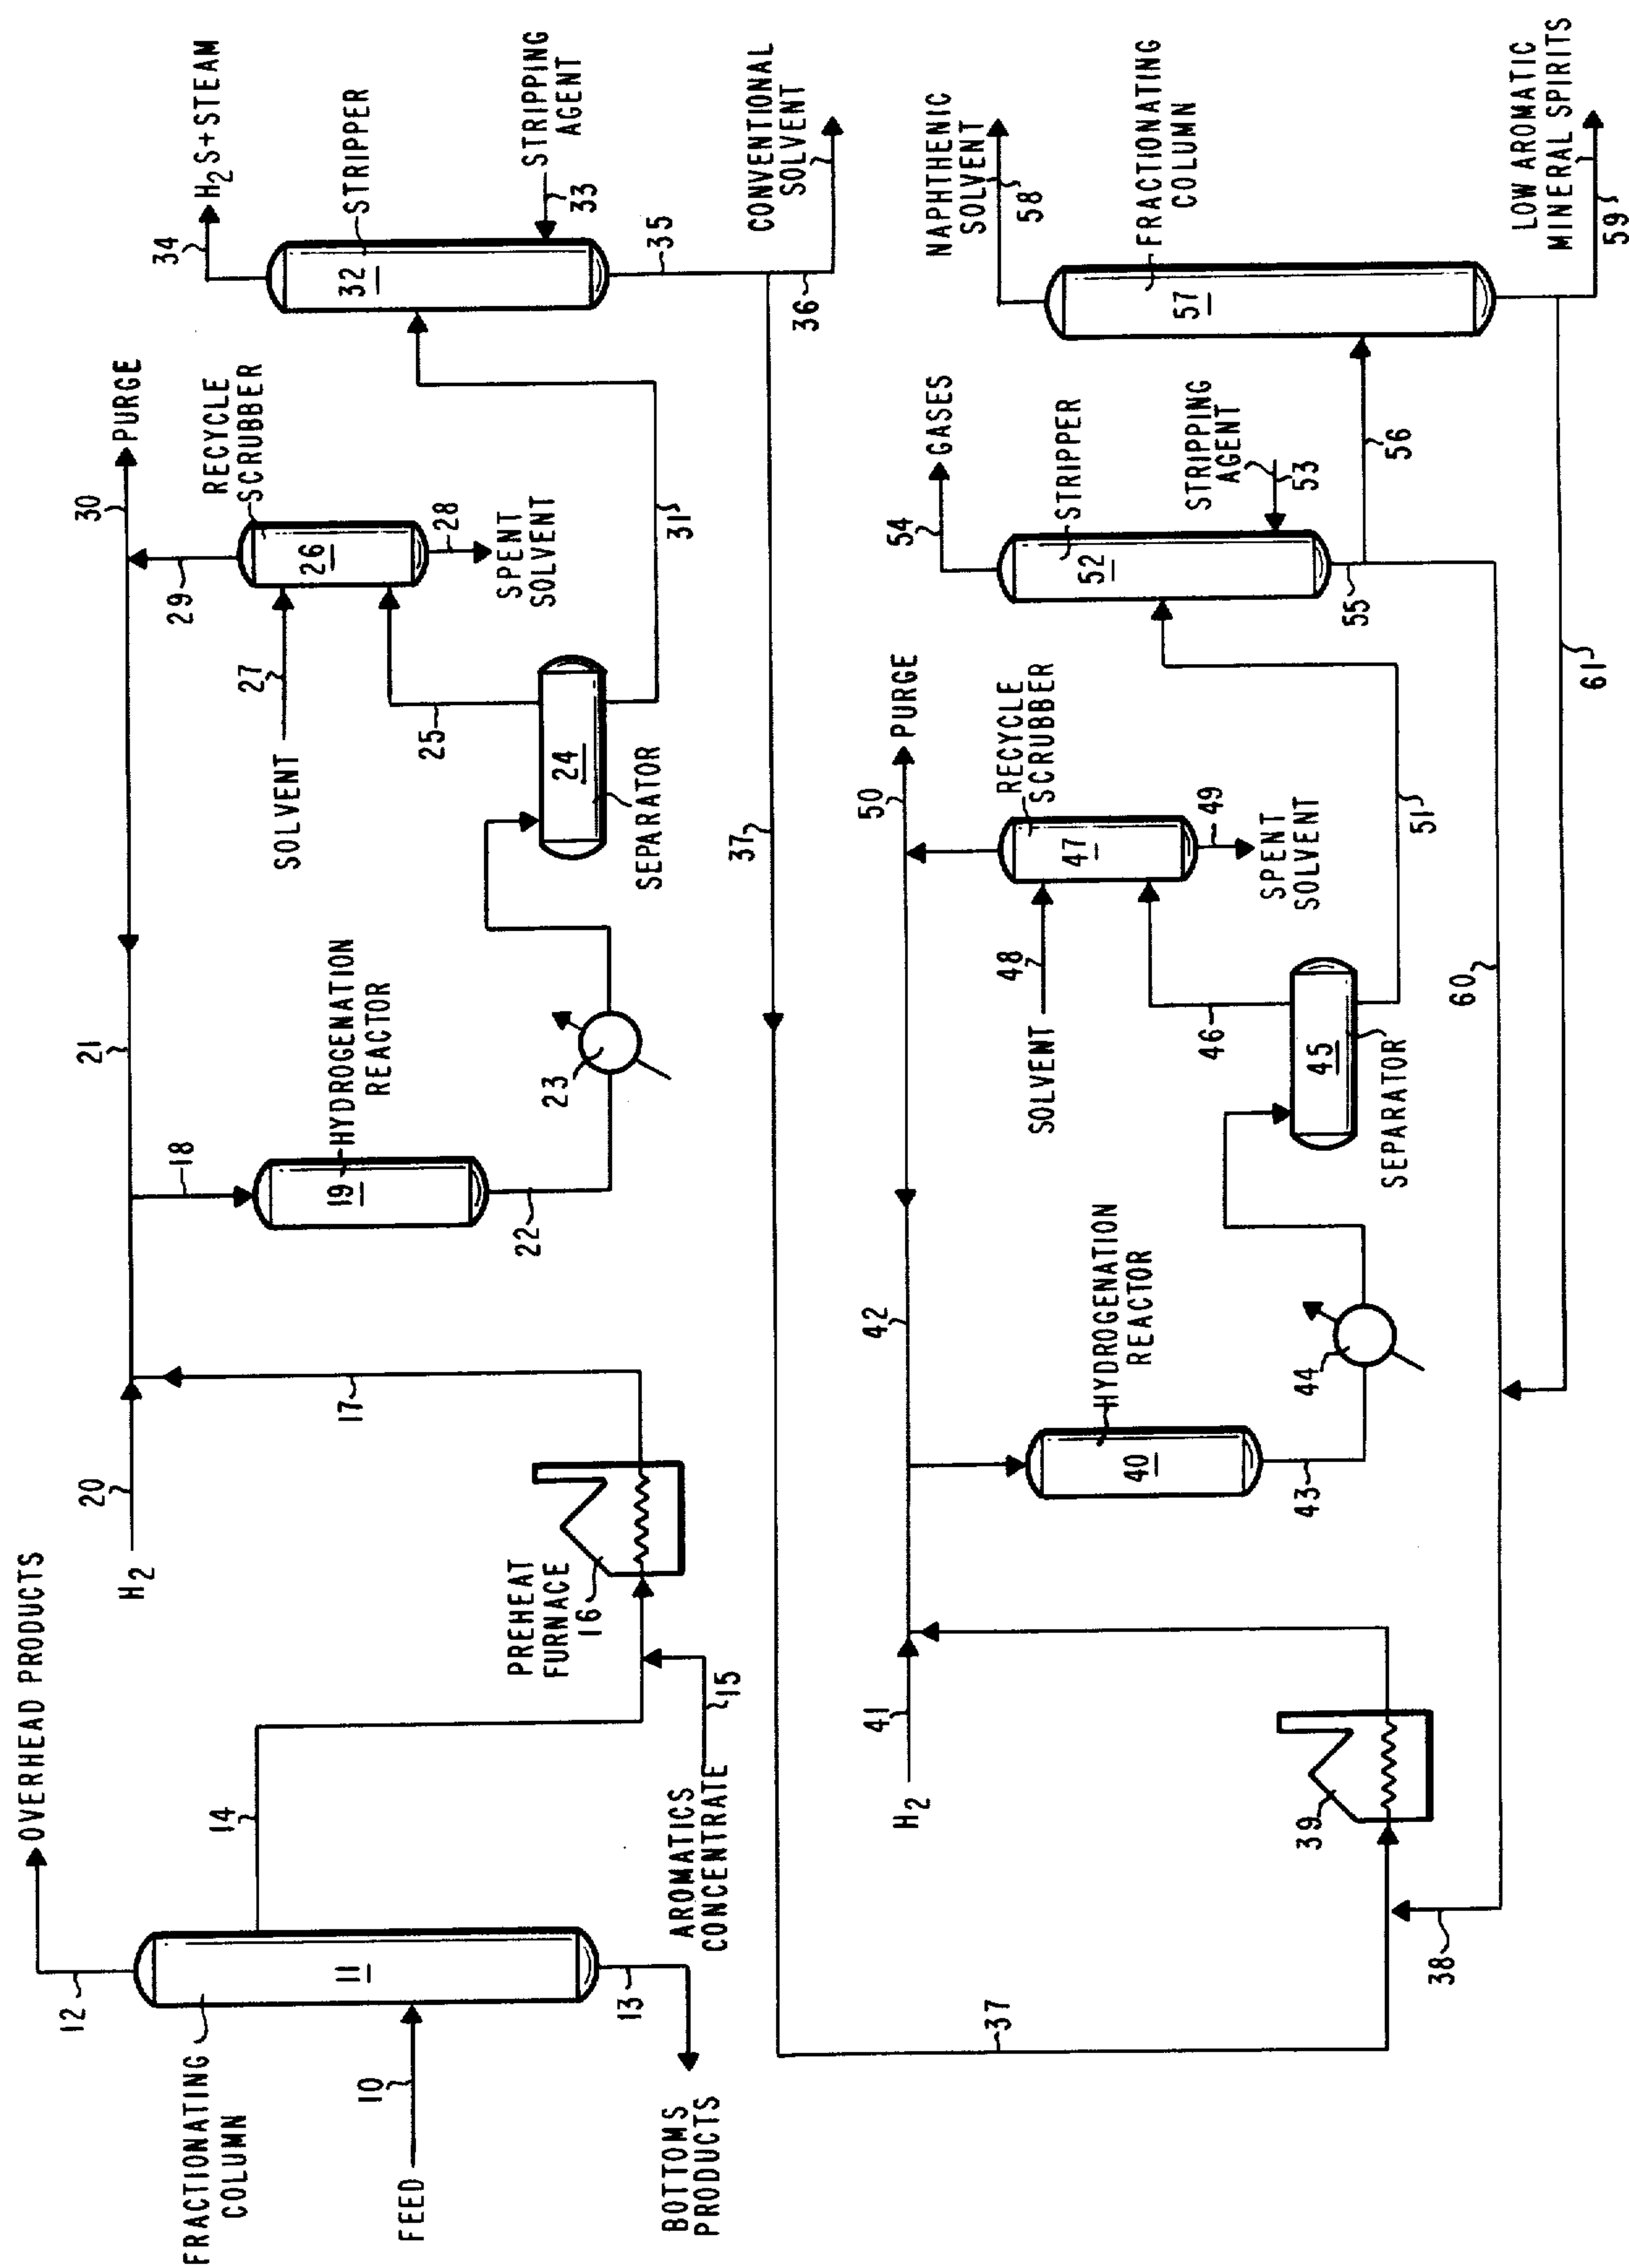 OVERHEAD PRODUCTS
12
FRACTIONATING
COLUMN
11
10
FEED
13
BOTTOMS
PRODUCTS
14
AROMATICS
CONCENTRATE
15
PREHEAT
FURNACE
16
17
H2
20
18
21
19
HYDROGENATION
REACTOR
22
23
24
SEPARATOR
25
SOLVENT
27
26
RECYCLE
SCRUBBER
28
SPENT
SOLVENT
29
30
PURGE
31
32
STRIPPER
33
STRIPPING
AGENT
34
H2S+STEAM
35
36
CONVENTIONAL
SOLVENT
37
37
38
39
H2
41
42
40
HYDROGENATION
REACTOR
43
44
45
SEPARATOR
46
SOLVENT
48
47
RECYCLE
SCRUBBER
49
SPENT
SOLVENT
50
PURGE
51
52
STRIPPER
53
STRIPPING
AGENT
54
GASES
55
56
57
FRACTIONATING
COLUMN
58
NAPHTHENIC
SOLVENT
LOW AROMATIC
MINERAL SPIRITS
59
60
61